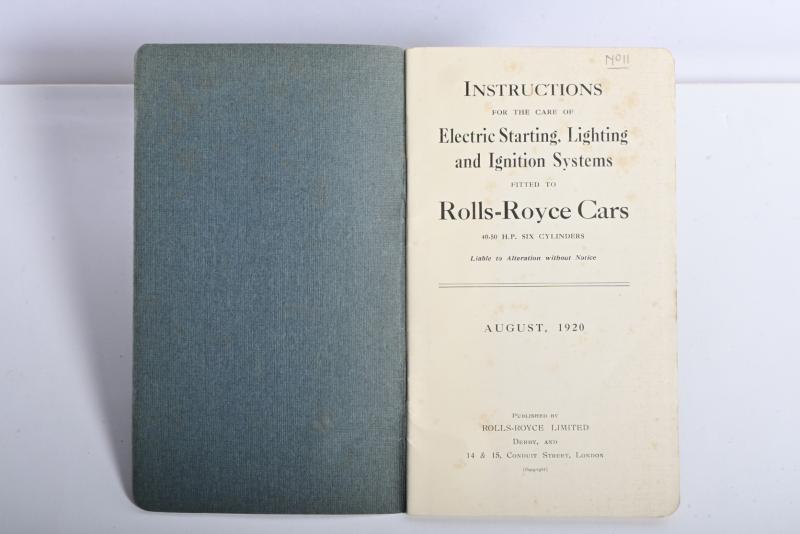 No11
INSTRUCTIONS
FOR THE CARE OF
Electric Starting, Lighting
and Ignition Systems
FITTED TO
Rolls-Royce Cars
40-50 H.P. SIX CYLINDERS
Liable to Alteration without Notice
AUGUST, 1920
PUBLISHED BY
ROLLS-ROYCE LIMITED
DERBY, AND
14 & 15, CONDUIT STREET, LONDON
(Copyright)